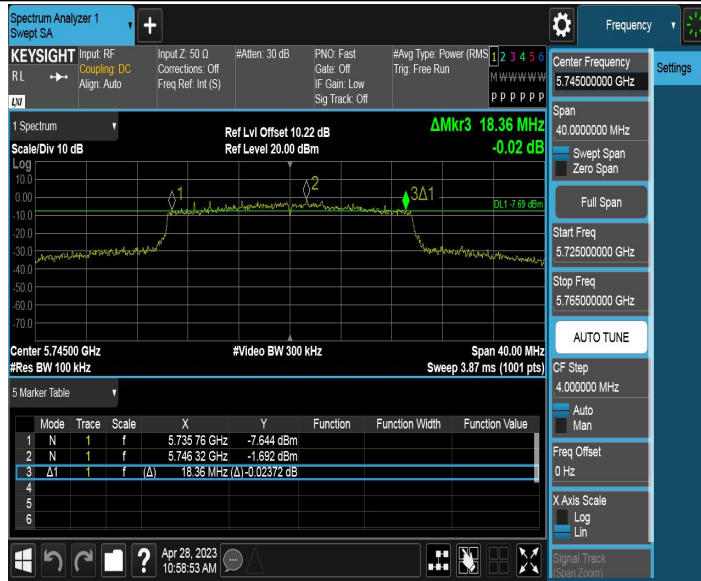 Spectrum Analyzer 1
Swept SA
Frequency
KEYSIGHT
Input: RF
Coupling: DC
Align: Auto
Input Z: 50 Ω
Corrections: Off
Freq Ref: Int (S)
#Atten: 30 dB
PNO: Fast
Gate: Off
IF Gain: Low
Sig Track: Off
#Avg Type: Power (RMS
Trig: Free Run
1 2 3 4 5 6
M W W W W W
P P P P P P
R L
LXI
Center Frequency
5.745000000 GHz
Settings
Span
40.0000000 MHz
Swept Span
Zero Span
Full Span
Start Freq
5.725000000 GHz
Stop Freq
5.765000000 GHz
AUTO TUNE
CF Step
4.000000 MHz
Auto
Man
Freq Offset
0 Hz
X Axis Scale
Log
Lin
Signal Track
(Span Zoom)
1 Spectrum
Scale/Div 10 dB
Ref Lvl Offset 10.22 dB
Ref Level 20.00 dBm
ΔMkr3 18.36 MHz
-0.02 dB
Log
10.0
0.00
-10.0
-20.0
-30.0
-40.0
-50.0
-60.0
-70.0
1
2
3Δ1
DL1 -7.69 dBm
Center 5.74500 GHz
#Res BW 100 kHz
#Video BW 300 kHz
Span 40.00 MHz
Sweep 3.87 ms (1001 pts)
5 Marker Table
Mode Trace Scale X Y Function Function Width Function Value
1 N 1 f 5.735 76 GHz -7.644 dBm
2 N 1 f 5.746 32 GHz -1.692 dBm
3 Δ1 1 f (Δ) 18.36 MHz (Δ) -0.02372 dB
4
5
6
?
Apr 28, 2023
10:58:53 AM